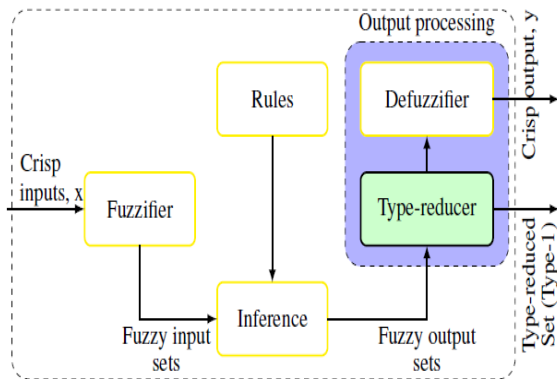 Output processing
Rules
Defuzzifier
Crisp output, y
Crisp
inputs, x
Fuzzifier
Type-reducer
Type-reduced
Set (Type-1)
Inference
Fuzzy input
sets
Fuzzy output
sets